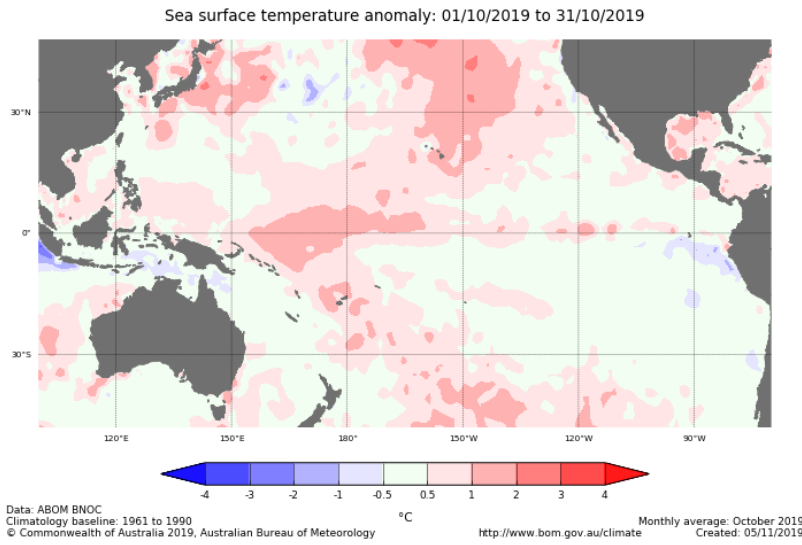 Sea surface temperature anomaly: 01/10/2019 to 31/10/2019
30°N
0°
30°S
120°E 150°E 180° 150°W 120°W 90°W
-4 -3 -2 -1 -0.5 0.5 1 2 3 4
°C
Data: ABOM BNOC
Climatology baseline: 1961 to 1990
© Commonwealth of Australia 2019, Australian Bureau of Meteorology
http://www.bom.gov.au/climate
Monthly average: October 2019
Created: 05/11/2019